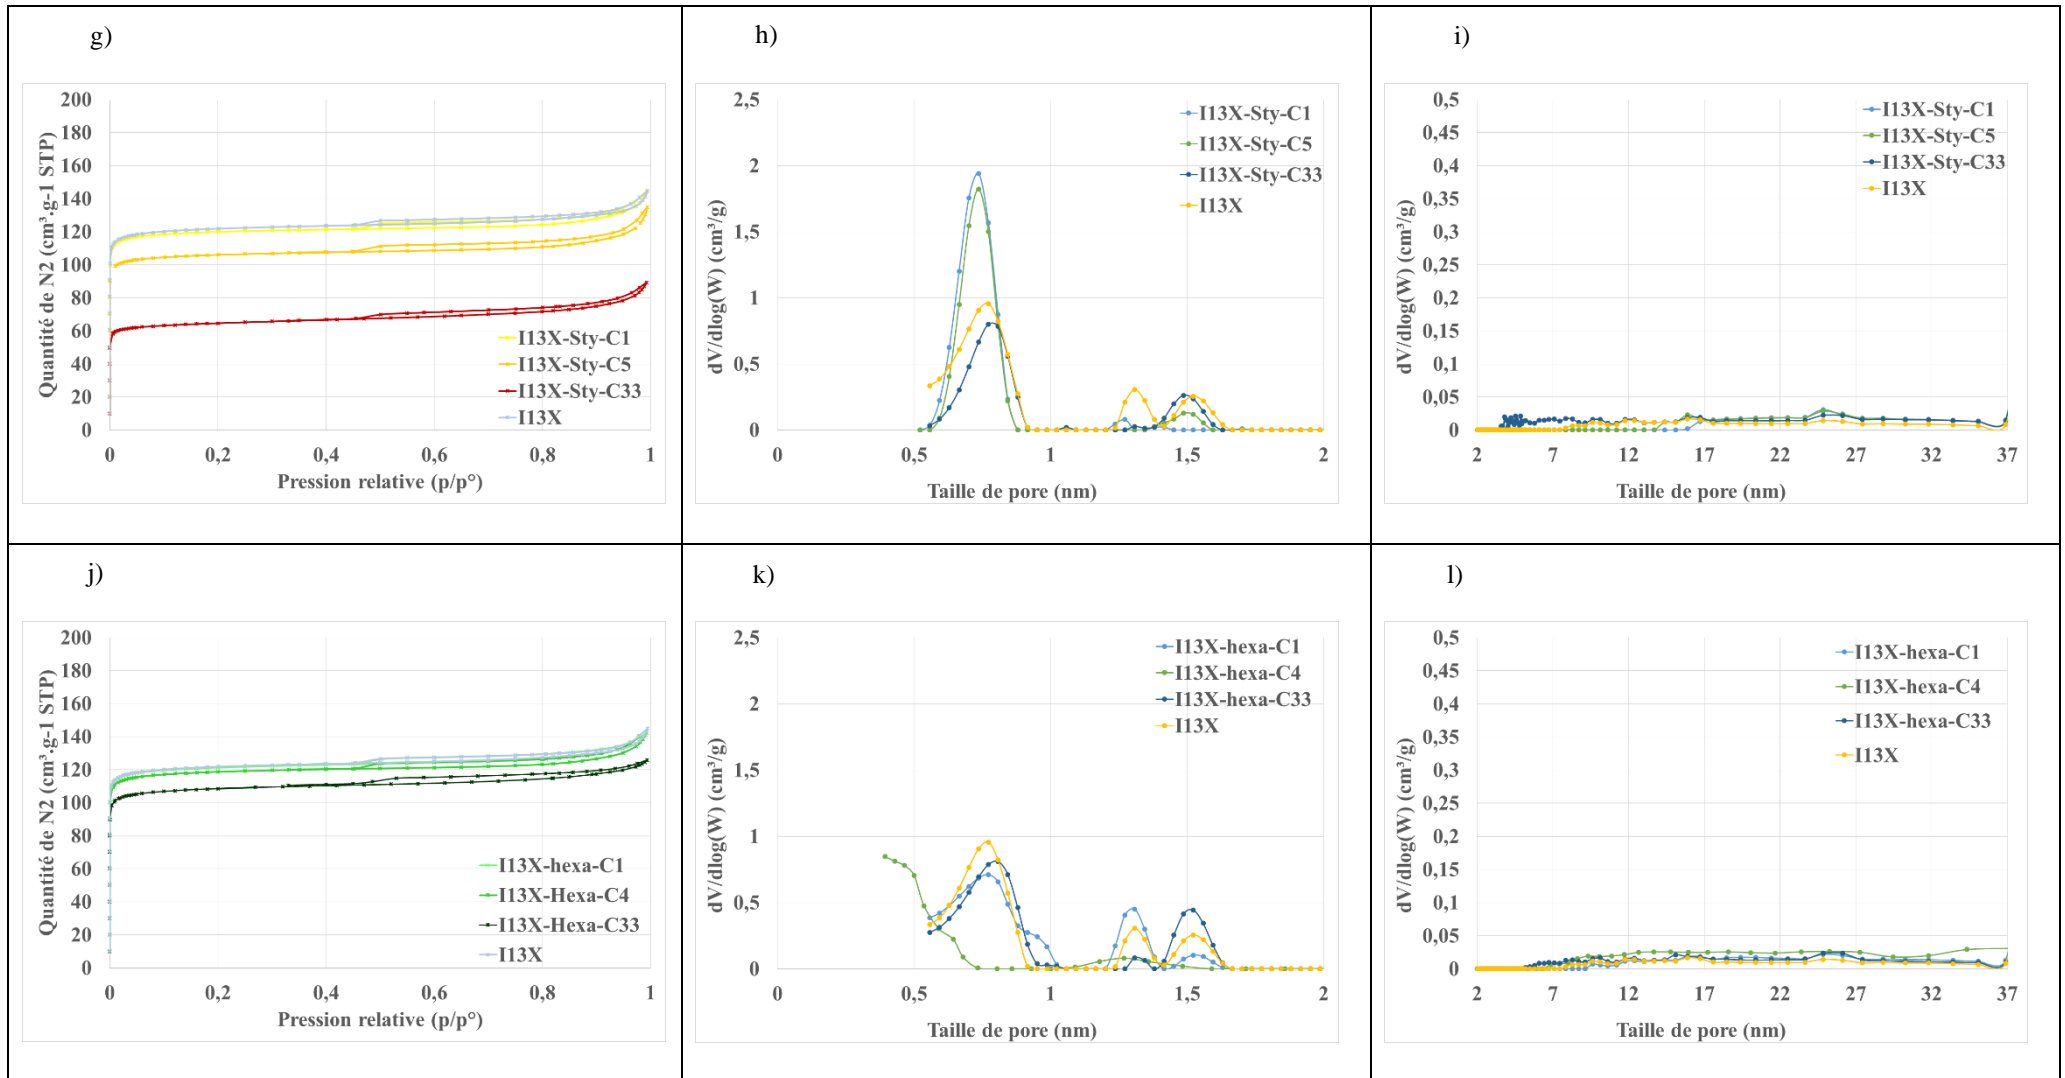 g)
200
180
160
140
120
100
80
60
40
20
0
0
0,2
0,4
0,6
0,8
1
Quantité de N2 (cm³.g-1 STP)
Pression relative (p/p°)
I13X-Sty-C1
I13X-Sty-C5
I13X-Sty-C33
I13X
h)
2,5
2
1,5
1
0,5
0
0
0,5
1
1,5
2
dV/dlog(W) (cm³/g)
Taille de pore (nm)
I13X-Sty-C1
I13X-Sty-C5
I13X-Sty-C33
I13X
i)
0,5
0,45
0,4
0,35
0,3
0,25
0,2
0,15
0,1
0,05
0
2
7
12
17
22
27
32
37
dV/dlog(W) (cm³/g)
Taille de pore (nm)
I13X-Sty-C1
I13X-Sty-C5
I13X-Sty-C33
I13X
j)
200
180
160
140
120
100
80
60
40
20
0
0
0,2
0,4
0,6
0,8
1
Quantité de N2 (cm³.g-1 STP)
Pression relative (p/p°)
I13X-hexa-C1
I13X-Hexa-C4
I13X-Hexa-C33
I13X
k)
2,5
2
1,5
1
0,5
0
0
0,5
1
1,5
2
dV/dlog(W) (cm³/g)
Taille de pore (nm)
I13X-hexa-C1
I13X-hexa-C4
I13X-hexa-C33
I13X
l)
0,5
0,45
0,4
0,35
0,3
0,25
0,2
0,15
0,1
0,05
0
2
7
12
17
22
27
32
37
dV/dlog(W) (cm³/g)
Taille de pore (nm)
I13X-hexa-C1
I13X-hexa-C4
I13X-hexa-C33
I13X